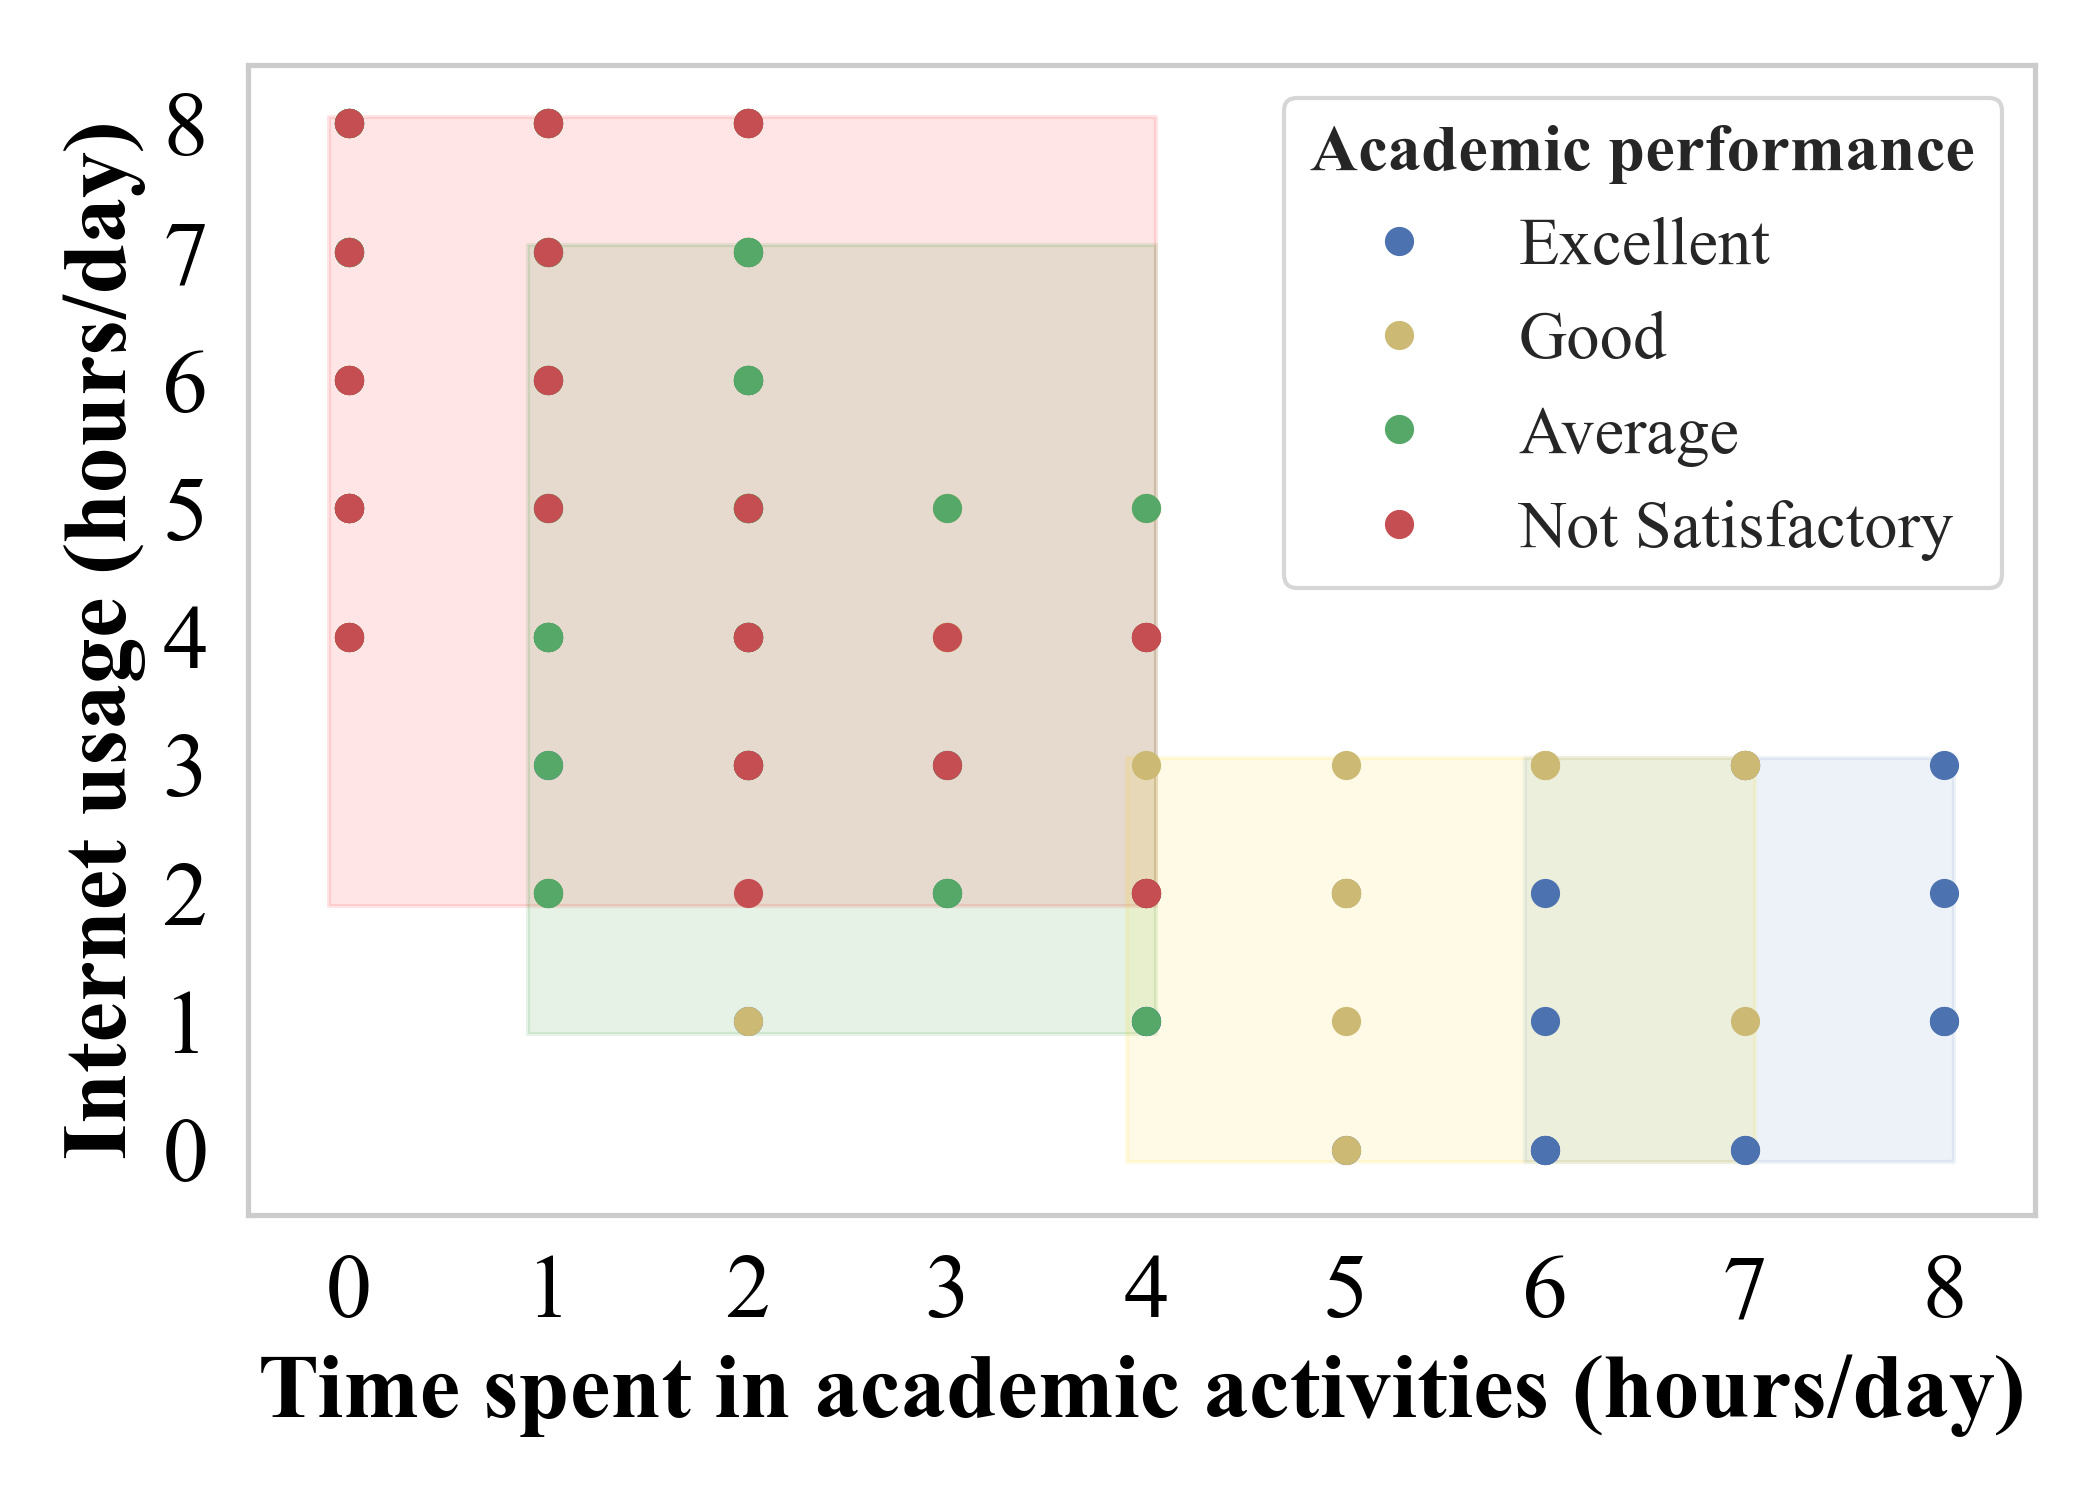 Internet usage (hours/day)
8
7
6
5
4
3
2
1
0
Academic performance
Excellent
Good
Average
Not Satisfactory
0 1 2 3 4 5 6 7 8
Time spent in academic activities (hours/day)